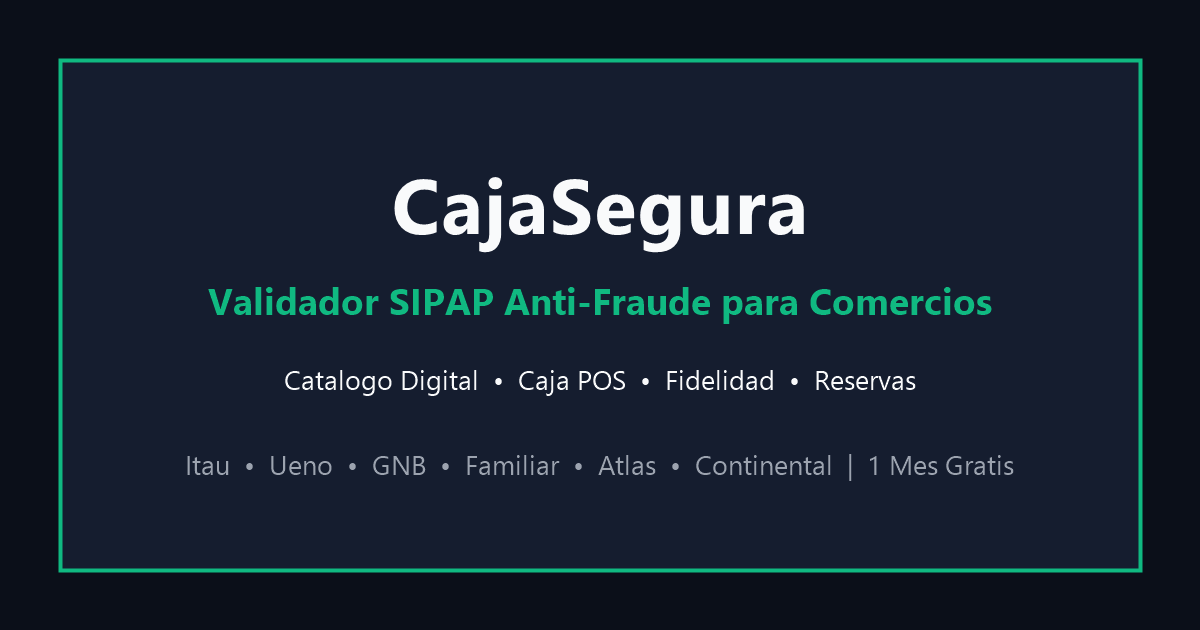 CajaSegura
Validador SIPAP Anti-Fraude para Comercios
Catalogo Digital • Caja POS • Fidelidad • Reservas
Itau • Ueno • GNB • Familiar • Atlas • Continental | 1 Mes Gratis